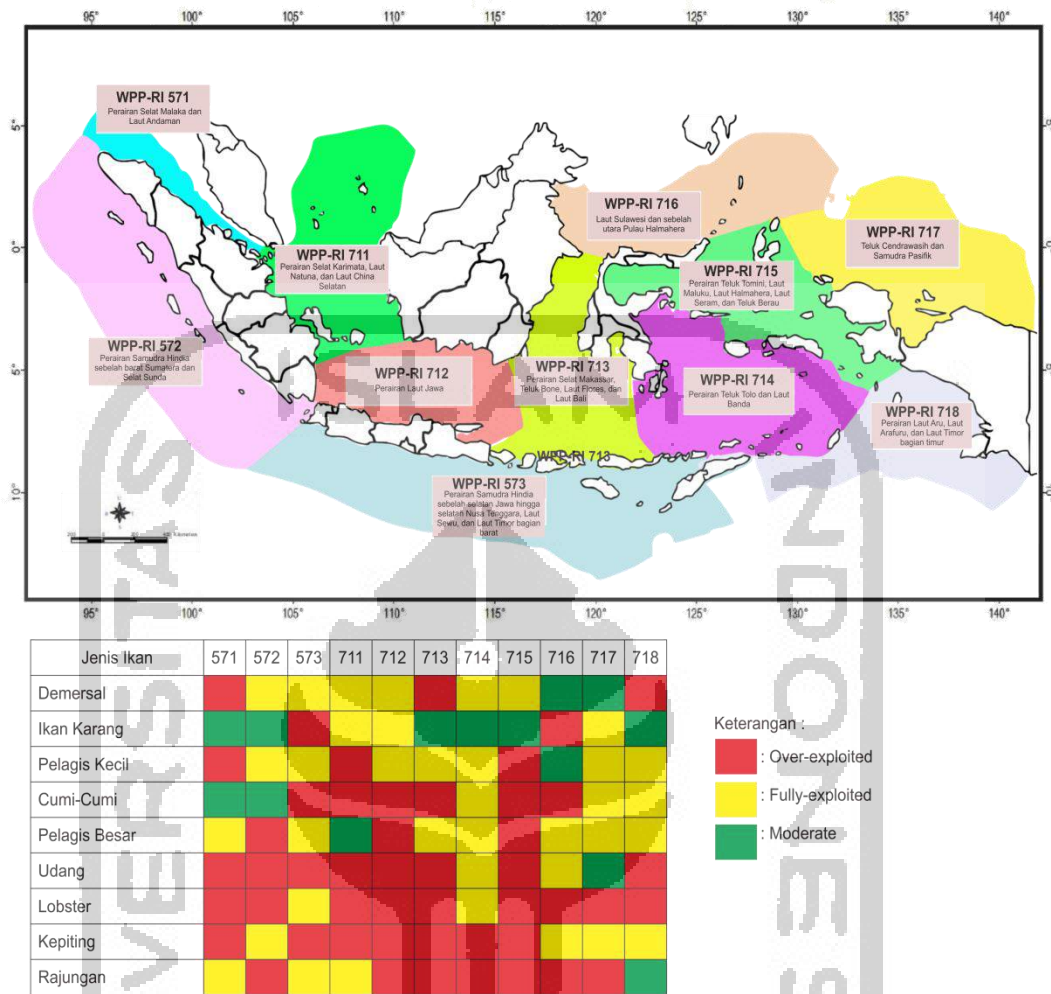 95° 100° 105° 110° 115° 120° 125° 130° 135° 140°
WPP-RI 571
Perairan Selat Malaka dan
Laut Andaman
5°
WPP-RI 716
Laut Sulawesi dan sebelah
utara Pulau Halmahera
WPP-RI 717
Teluk Cendrawasih dan
Samudra Pasifik
0°
WPP-RI 711
Perairan Selat Karimata, Laut
Natuna, dan Laut China
Selatan
WPP-RI 715
Perairan Teluk Tomini, Laut
Maluku, Laut Halmahera, Laut
Seram, dan Teluk Berau
WPP-RI 572
Perairan Samudra Hindia
sebelah barat Sumatera dan
Selat Sunda
5°
WPP-RI 712
Perairan Laut Jawa
WPP-RI 713
Perairan Selat Makassar,
Teluk Bone, Laut Flores, dan
Laut Bali
WPP-RI 714
Perairan Teluk Tolo dan Laut
Banda
WPP-RI 718
Perairan Laut Aru, Laut
Arafuru, dan Laut Timor
bagian timur
WPP-RI 713
10°
WPP-RI 573
Perairan Samudra Hindia
sebelah selatan Jawa hingga
selatan Nusa Tenggara, Laut
Sewu, dan Laut Timor bagian
barat
Kilometeres
95° 100° 105° 110° 115° 120° 125° 130° 135° 140°
Jenis Ikan 571 572 573 711 712 713 714 715 716 717 718
Demersal
Ikan Karang
Pelagis Kecil
Cumi-Cumi
Pelagis Besar
Udang
Lobster
Kepiting
Rajungan
Keterangan :
: Over-exploited
: Fully-exploited
: Moderate
ISLAM